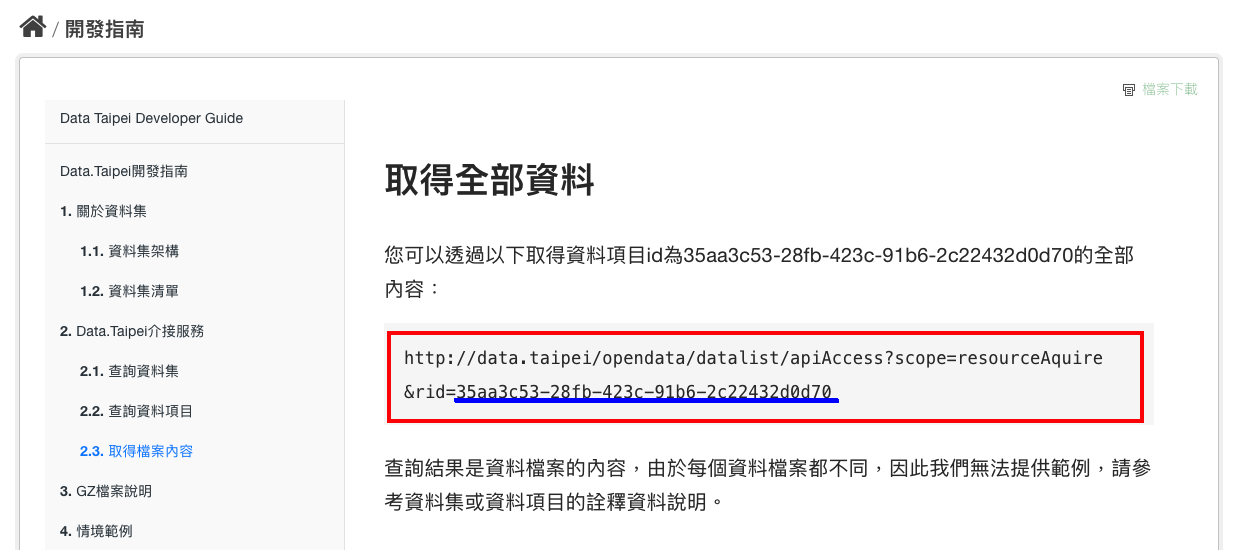 / 開發指南
檔案下載
Data Taipei Developer Guide
Data.Taipei開發指南
1. 關於資料集
1.1. 資料集架構
1.2. 資料集清單
2. Data.Taipei介接服務
2.1. 查詢資料集
2.2. 查詢資料項目
2.3. 取得檔案內容
3. GZ檔案說明
4. 情境範例
取得全部資料
您可以透過以下取得資料項目id為35aa3c53-28fb-423c-91b6-2c22432d0d70的全部
內容：
http://data.taipei/opendata/datalist/apiAccess?scope=resourceAquire
&rid=35aa3c53-28fb-423c-91b6-2c22432d0d70
查詢結果是資料檔案的內容，由於每個資料檔案都不同，因此我們無法提供範例，請參
考資料集或資料項目的詮釋資料說明。